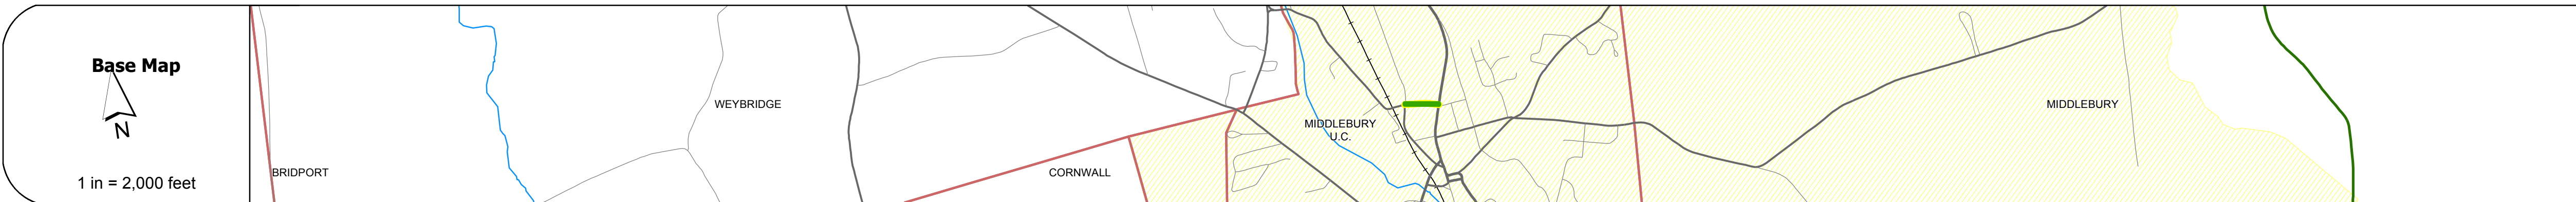 Base Map
N
1 in = 2,000 feet
BRIDPORT
WEYBRIDGE
CORNWALL
MIDDLEBURY
U.C.
MIDDLEBURY